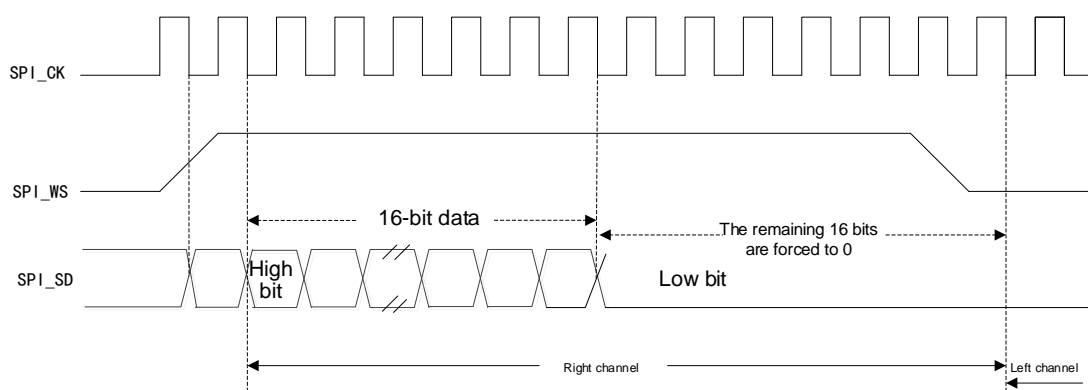 SPI_CK
SPI_WS
16-bit data
The remaining 16 bits
are forced to 0
SPI_SD
High
bit
Low bit
Right channel
Left channel